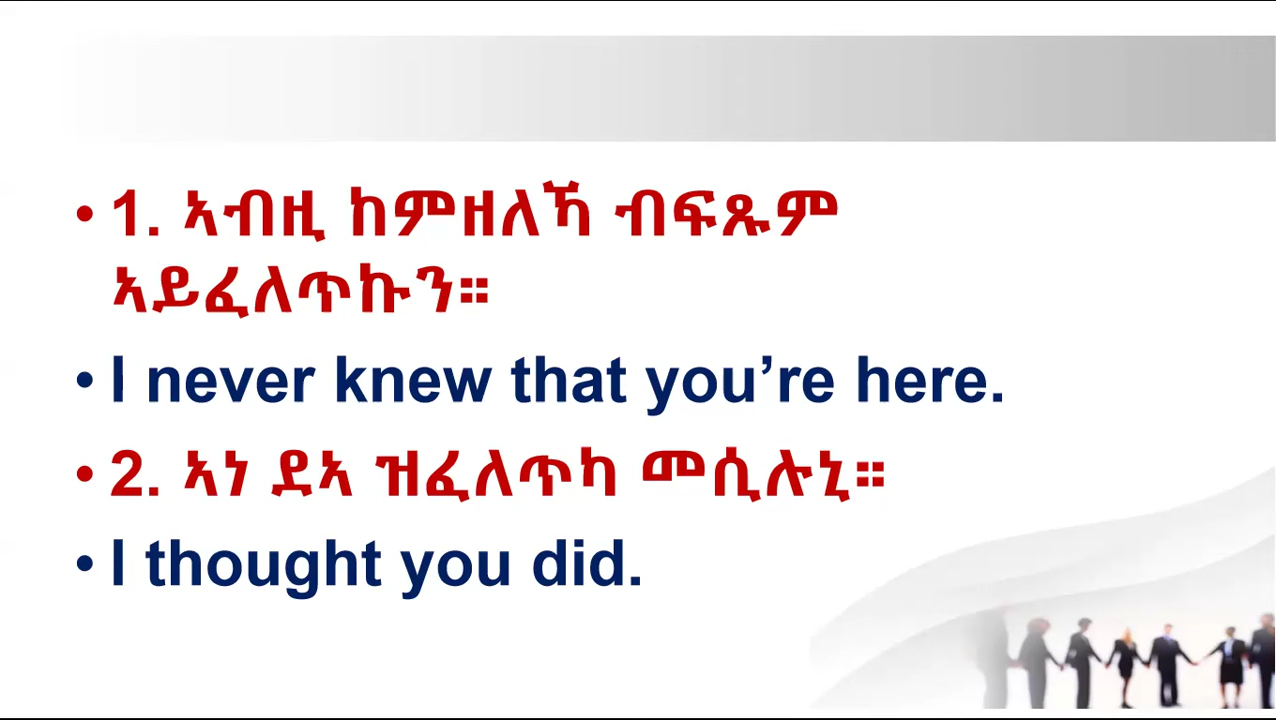 • 1. ኣብዚ ከምዘለኻ ብፍጹም
ኣይፈለጥኩን።
• I never knew that you’re here.
• 2. ኣነ ደኣ ዝፈለጥካ መሲሉኒ።
• I thought you did.